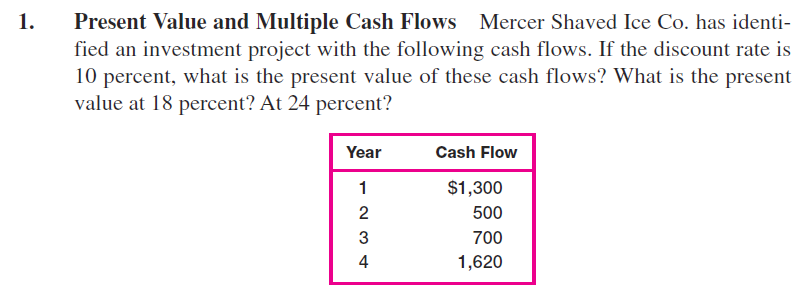 1. Present Value and Multiple Cash Flows Mercer Shaved Ice Co. has identi-
fied an investment project with the following cash flows. If the discount rate is
10 percent, what is the present value of these cash flows? What is the present
value at 18 percent? At 24 percent?
Year Cash Flow
1 $1,300
2 500
3 700
4 1,620